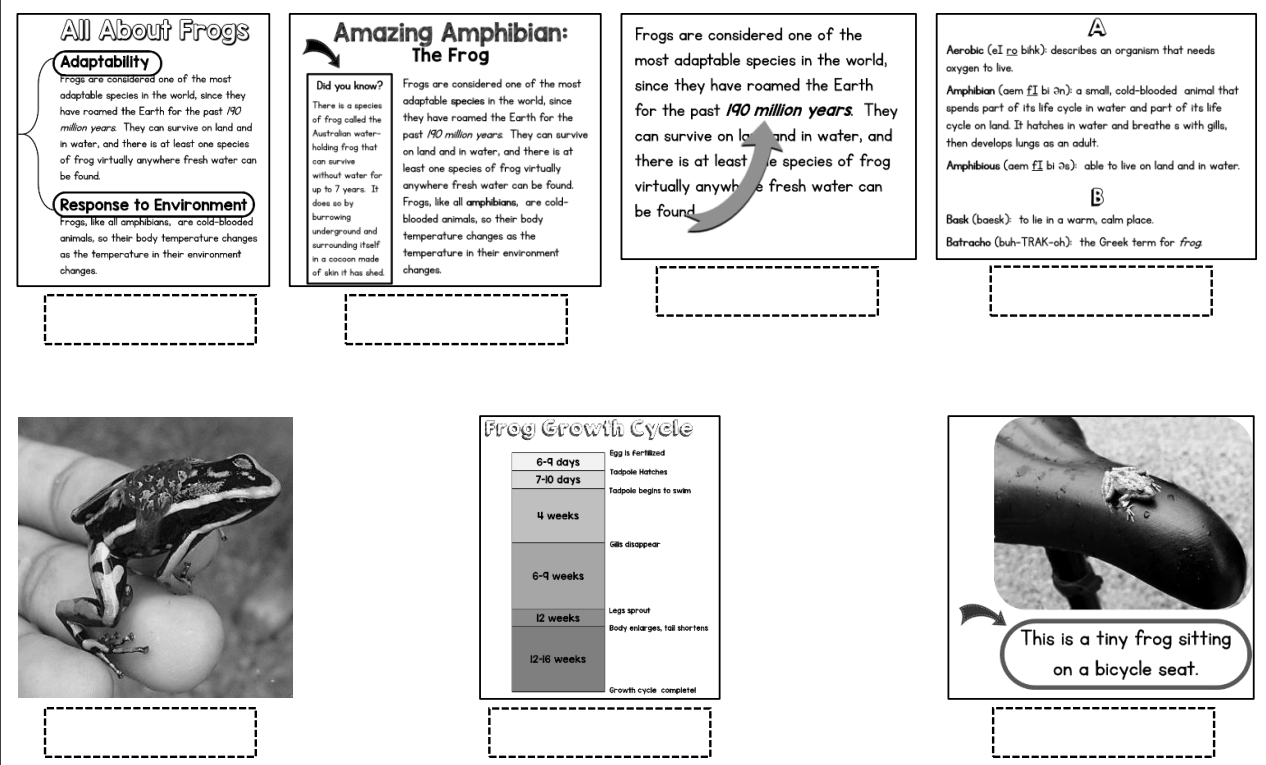 All About Frogs
Adaptability
Frogs are considered one of the most
adaptable species in the world, since they
have roamed the Earth for the past 190
million years. They can survive on land and
in water, and there is at least one species
of frog virtually anywhere fresh water can
be found.
Response to Environment
Frogs, like all amphibians, are cold-blooded
animals, so their body temperature changes
as the temperature in their environment
changes.
Amazing Amphibian:
The Frog
Did you know?
There is a species
of frog called the
Australian water-
holding frog that
can survive
without water for
up to 7 years. It
does so by
burrowing
underground and
surrounding itself
in a cocoon made
of skin it has shed.
Frogs are considered one of the most
adaptable species in the world, since
they have roamed the Earth for the
past 190 million years. They can survive
on land and in water, and there is at
least one species of frog virtually
anywhere fresh water can be found.
Frogs, like all amphibians, are cold-
blooded animals, so their body
temperature changes as the
temperature in their environment
changes.
Frogs are considered one of the
most adaptable species in the world,
since they have roamed the Earth
for the past 190 million years. They
can survive on land and in water, and
there is at least one species of frog
virtually anywhere fresh water can
be found
A
Aerobic (eI ro bihk): describes an organism that needs
oxygen to live.
Amphibian (aem fI bi ən): a small, cold-blooded animal that
spends part of its life cycle in water and part of its life
cycle on land. It hatches in water and breathe s with gills,
then develops lungs as an adult.
Amphibious (aem fI bi əs): able to live on land and in water.
B
Bask (baesk): to lie in a warm, calm place.
Batracho (buh-TRAK-oh): the Greek term for frog.
Frog Growth Cycle
Egg is fertilized
6-9 days
Tadpole Hatches
7-10 days
Tadpole begins to swim
4 weeks
Gills disappear
6-9 weeks
Legs sprout
12 weeks
Body enlarges, tail shortens
12-16 weeks
Growth cycle complete!
This is a tiny frog sitting
on a bicycle seat.